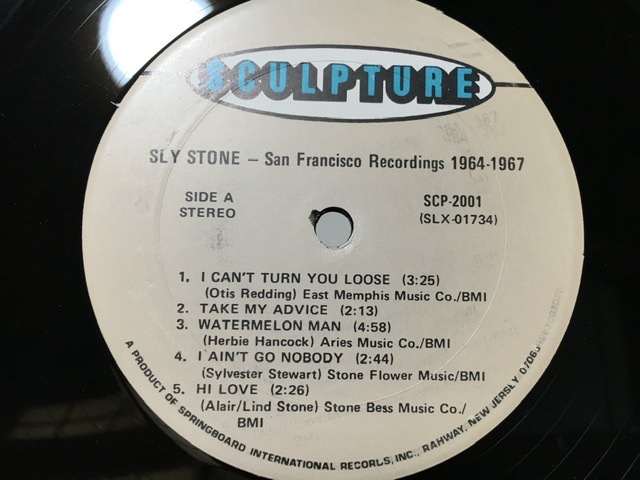 SCULPTURE
SLY STONE – San Francisco Recordings 1964-1967
SIDE A
STEREO
SCP-2001
(SLX-01734)
1. I CAN'T TURN YOU LOOSE (3:25)
(Otis Redding) East Memphis Music Co./BMI
2. TAKE MY ADVICE (2:13)
3. WATERMELON MAN (4:58)
(Herbie Hancock) Aries Music Co./BMI
4. I AIN'T GO NOBODY (2:44)
(Sylvester Stewart) Stone Flower Music/BMI
5. HI LOVE (2:26)
(Alair/Lind Stone) Stone Bess Music Co./
BMI
A PRODUCT OF SPRINGBOARD INTERNATIONAL RECORDS, INC., RAHWAY, NEW JERSLY 07065